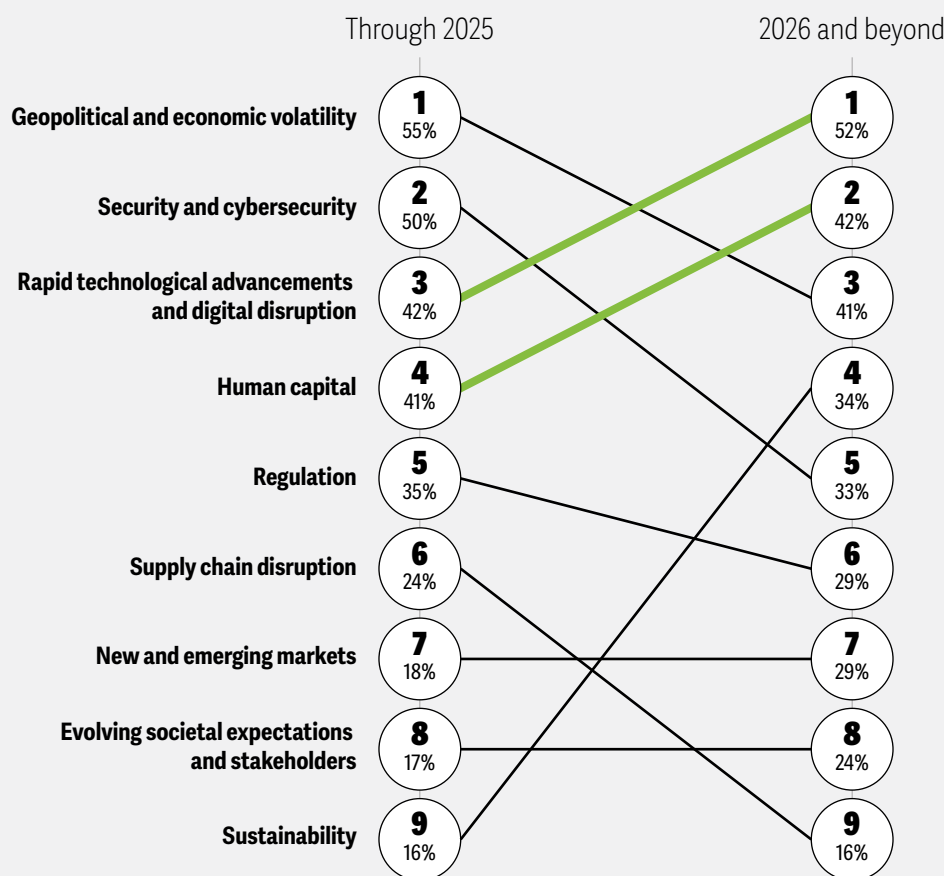 Through 2025
2026 and beyond
Geopolitical and economic volatility
1
55%
1
52%
Security and cybersecurity
2
50%
2
42%
Rapid technological advancements
and digital disruption
3
42%
3
41%
Human capital
4
41%
4
34%
Regulation
5
35%
5
33%
Supply chain disruption
6
24%
6
29%
New and emerging markets
7
18%
7
29%
Evolving societal expectations
and stakeholders
8
17%
8
24%
Sustainability
9
16%
9
16%